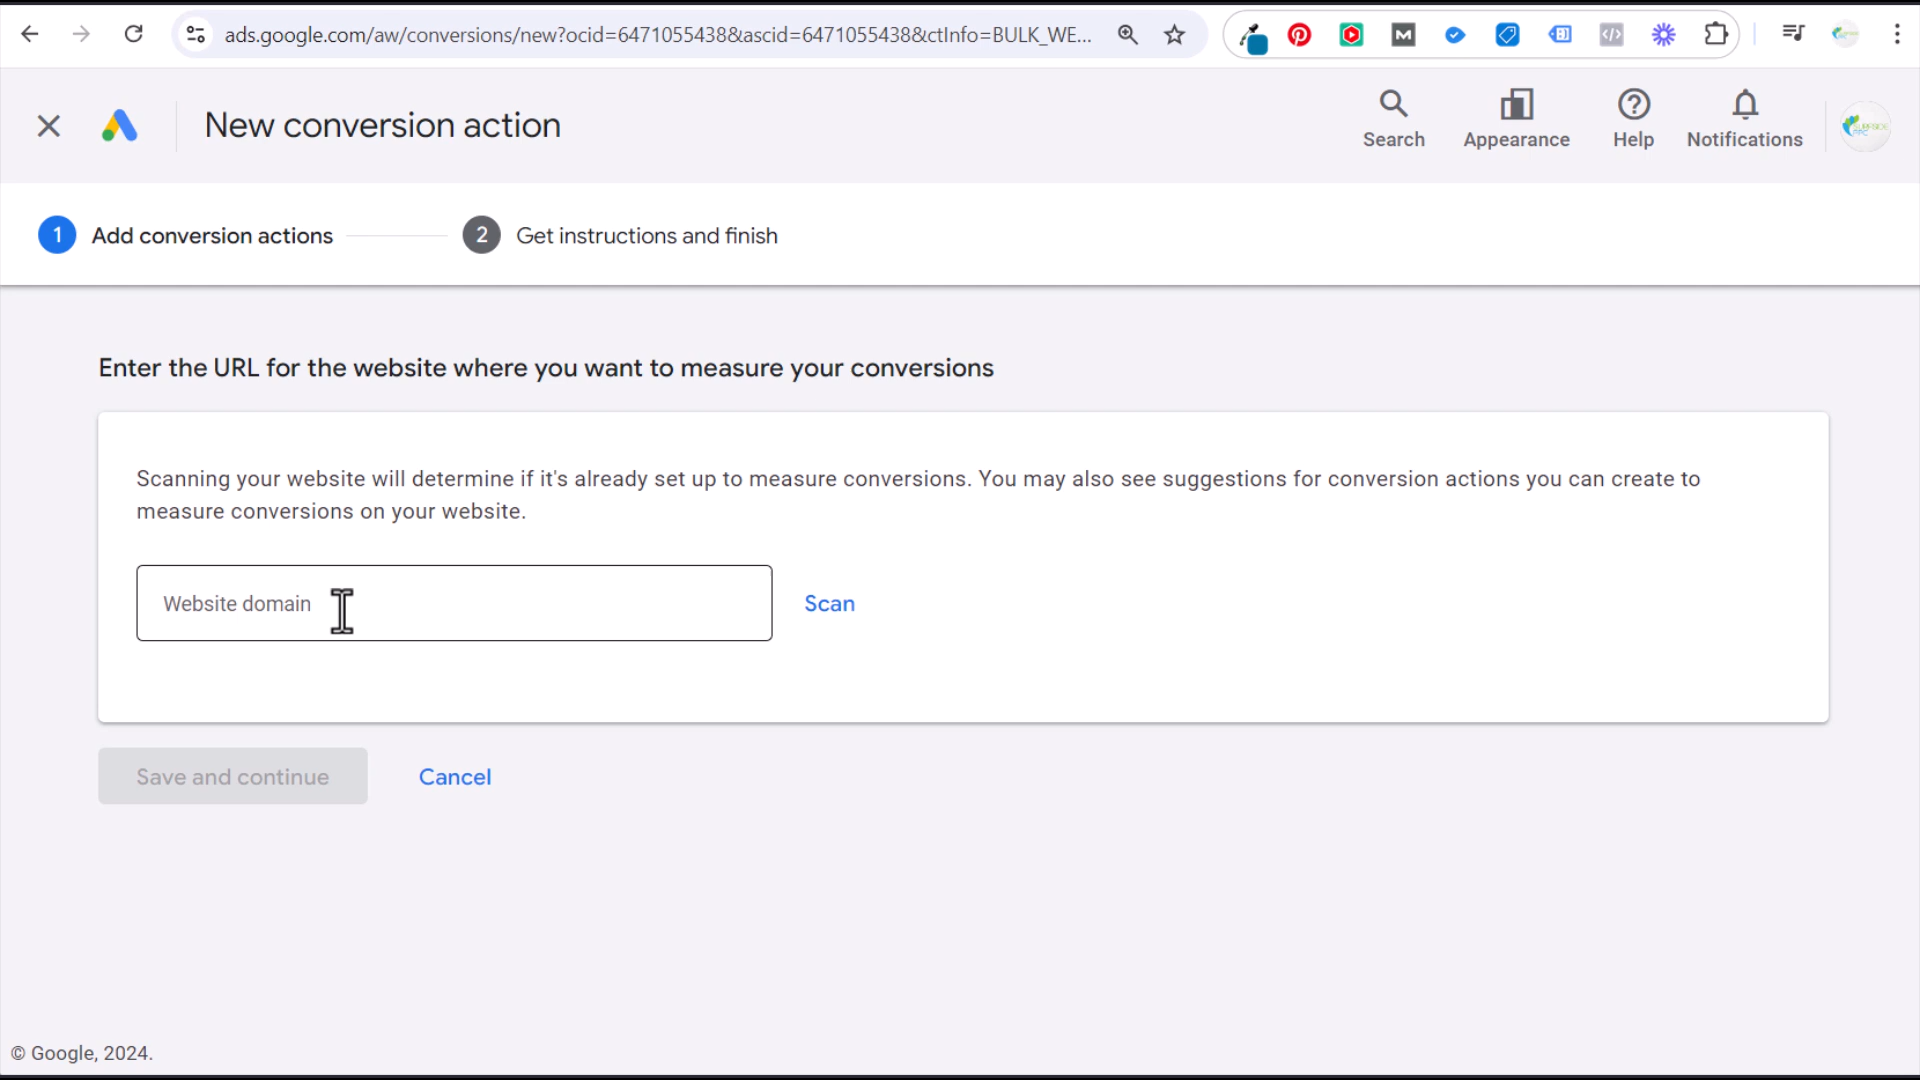 ads.google.com/aw/conversions/new?ocid=6471055438&ascid=6471055438&ctInfo=BULK_WE...
New conversion action
Search
Appearance
Help
Notifications
1 Add conversion actions
2 Get instructions and finish
Enter the URL for the website where you want to measure your conversions
Scanning your website will determine if it's already set up to measure conversions. You may also see suggestions for conversion actions you can create to
measure conversions on your website.
Website domain
Scan
Save and continue
Cancel
© Google, 2024.